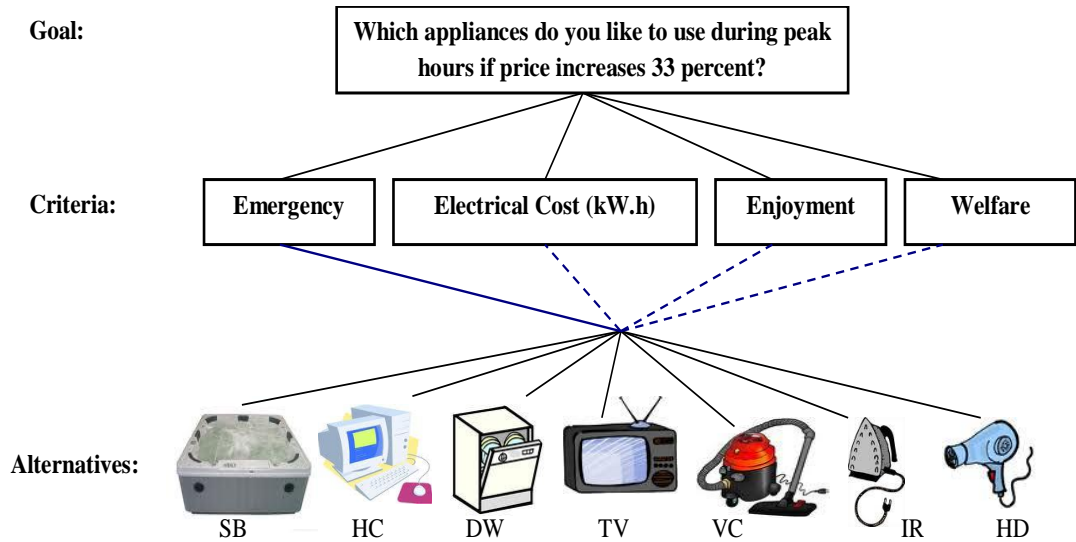 Goal:
Which appliances do you like to use during peak
hours if price increases 33 percent?
Criteria:
Emergency
Electrical Cost (kW.h)
Enjoyment
Welfare
Alternatives:
SB
HC
DW
TV
VC
IR
HD